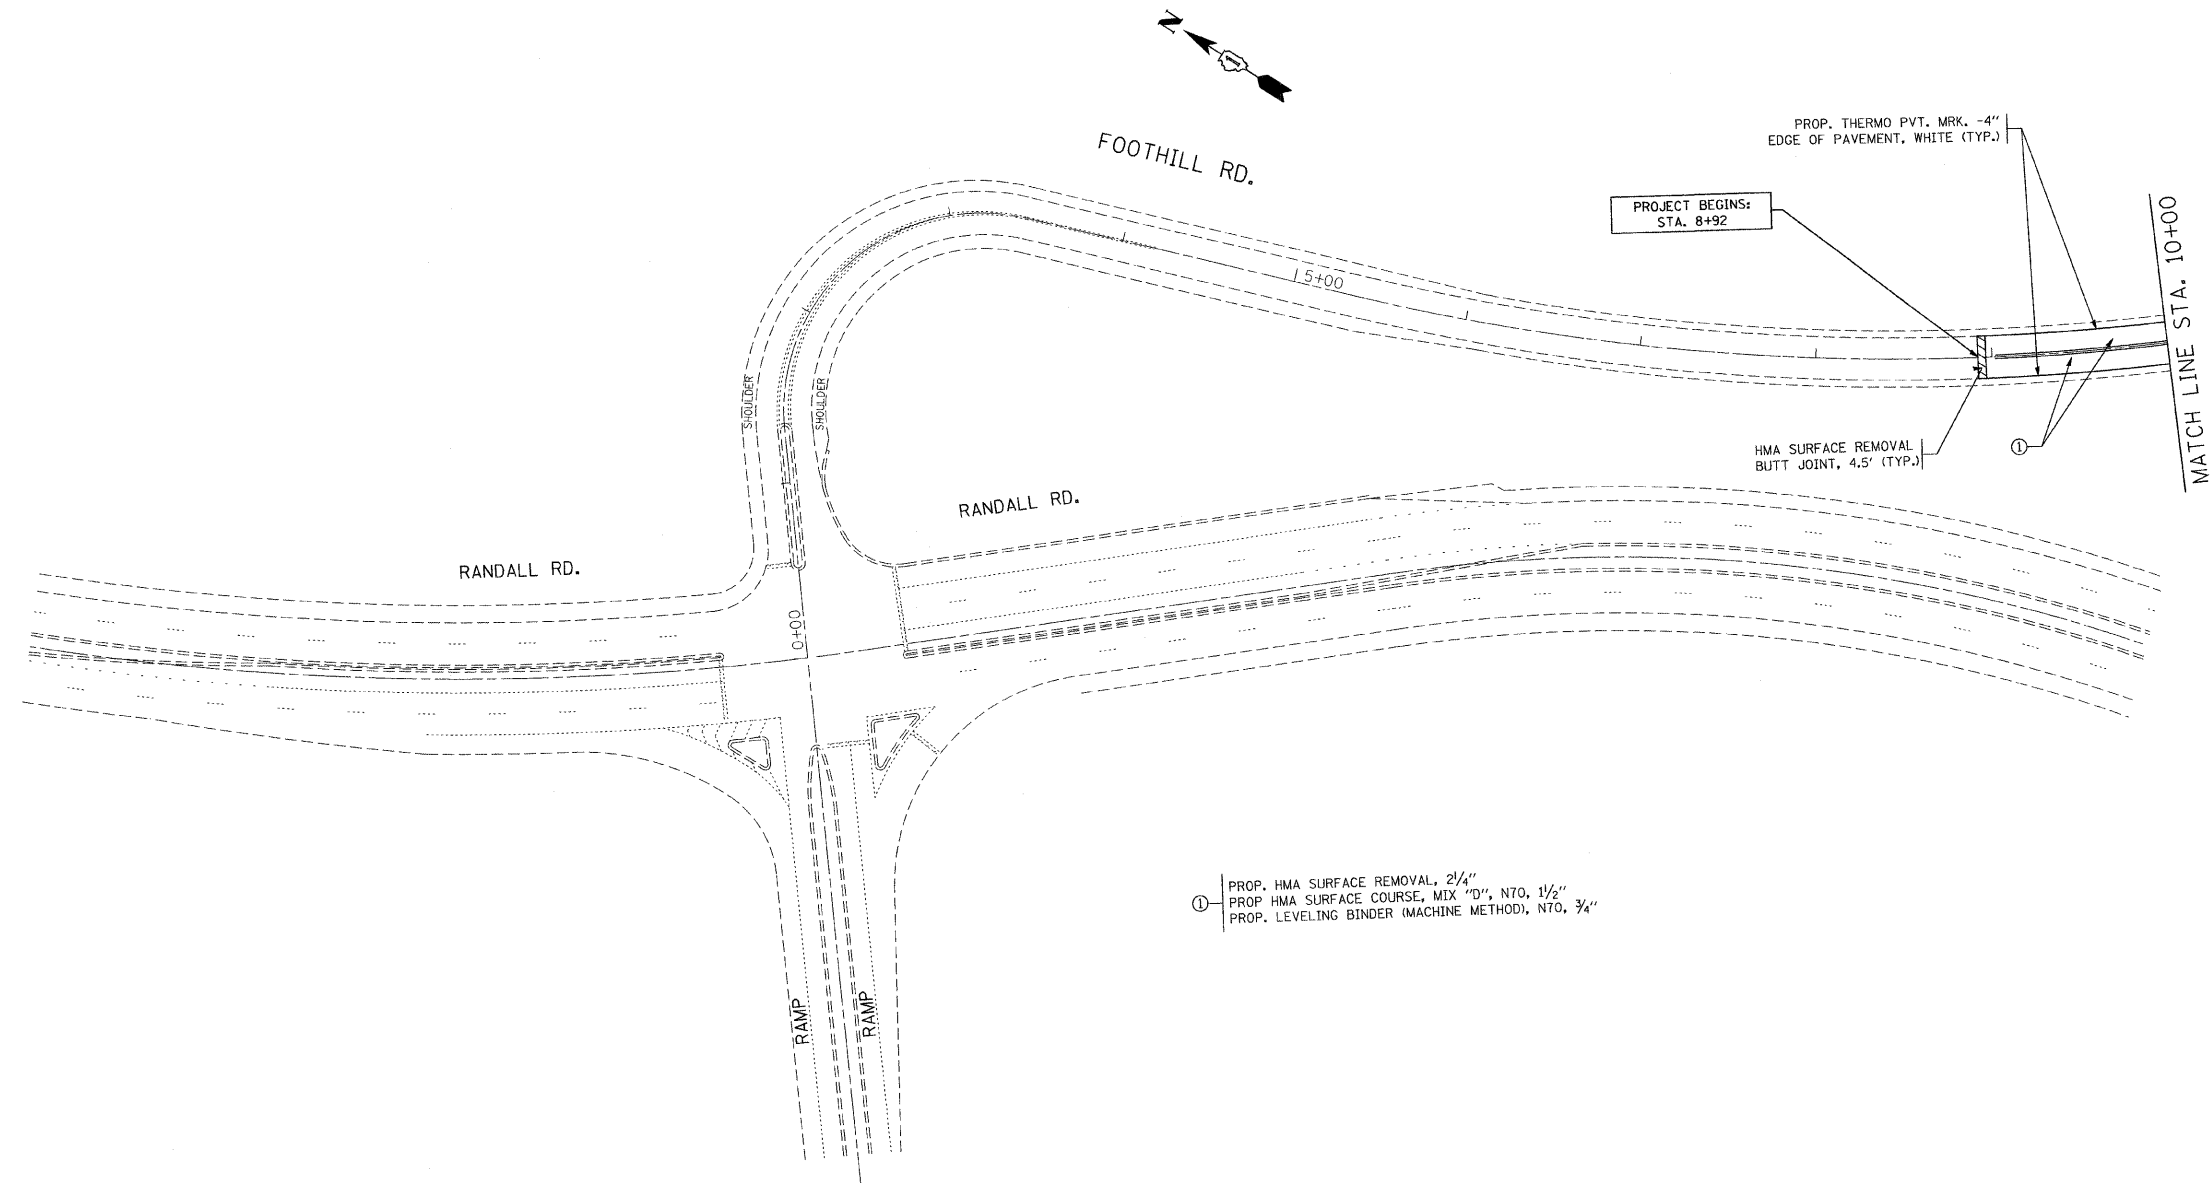 N
FOOTHILL RD.
PROP. THERMO PVT. MRK. -4"
EDGE OF PAVEMENT, WHITE (TYP.)
PROJECT BEGINS:
STA. 8+92
MATCH LINE STA. 10+00
5+00
SHOULDER
SHOULDER
HMA SURFACE REMOVAL
BUTT JOINT, 4.5' (TYP.)
1
RANDALL RD.
RANDALL RD.
0+00
1
PROP. HMA SURFACE REMOVAL, 2 1/4"
PROP HMA SURFACE COURSE, MIX "D", N70, 1 1/2"
PROP. LEVELING BINDER (MACHINE METHOD), N70, 3/4"
RAMP
RAMP